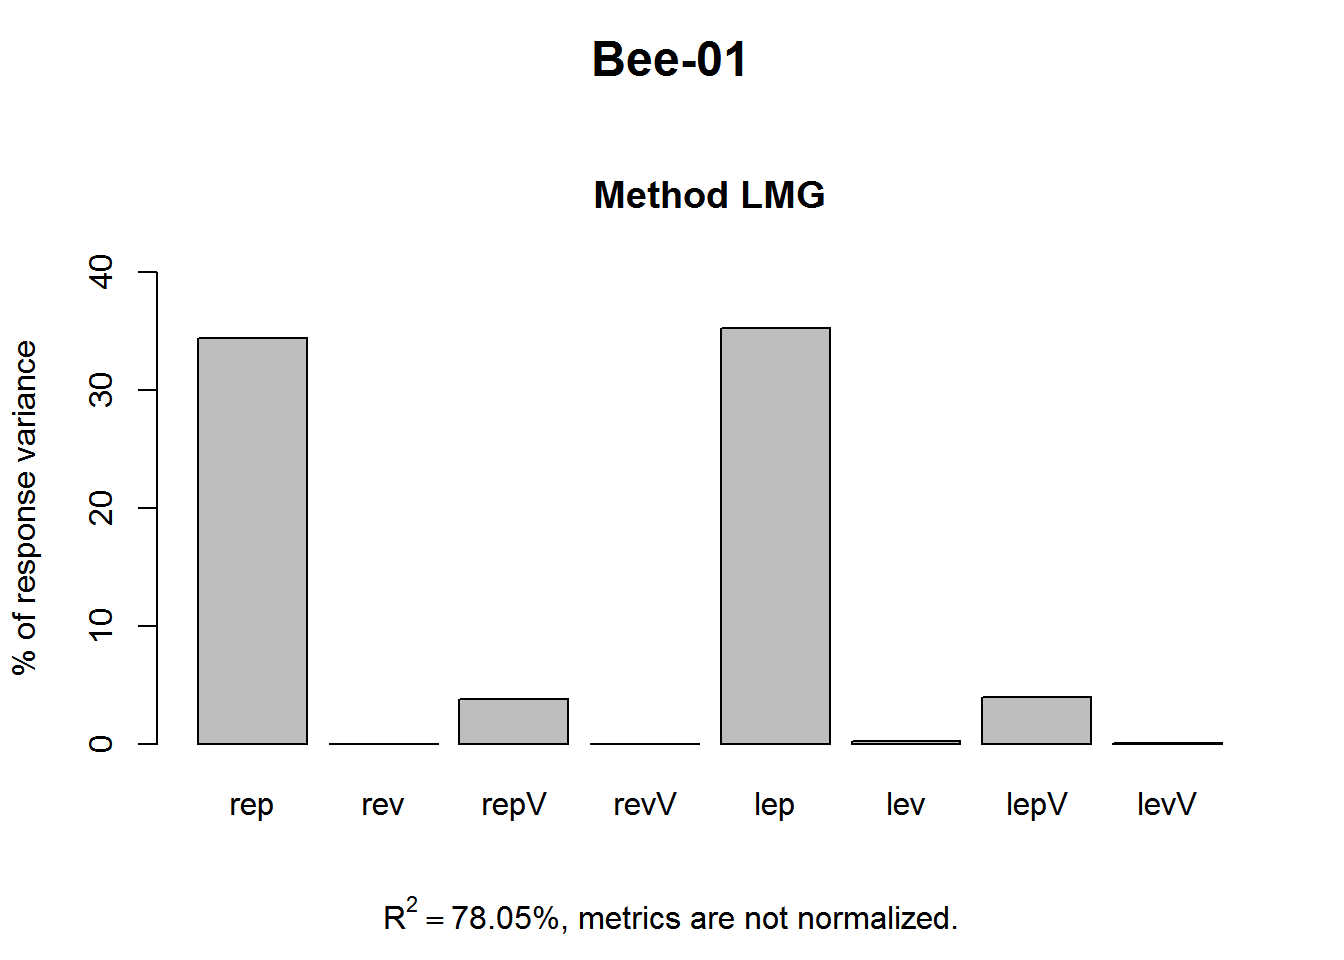 Bee-01
Method LMG
% of response variance
40
30
20
10
0
rep rev repV revV lep lev lepV levV
R² = 78.05%, metrics are not normalized.